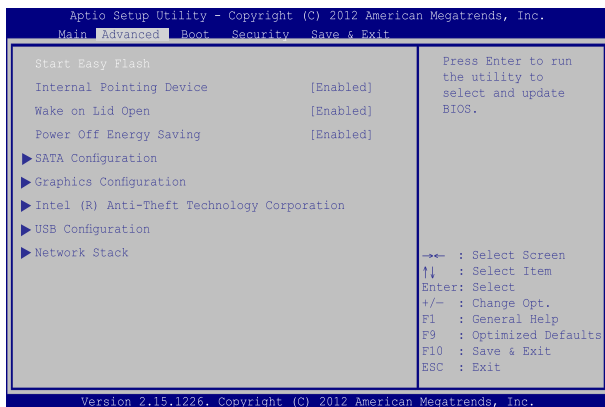 Aptio Setup Utility - Copyright (C) 2012 American Megatrends, Inc.
Main Advanced Boot Security Save & Exit
Start Easy Flash
Internal Pointing Device [Enabled]
Wake on Lid Open [Enabled]
Power Off Energy Saving [Enabled]
SATA Configuration
Graphics Configuration
Intel (R) Anti-Theft Technology Corporation
USB Configuration
Network Stack
Press Enter to run
the utility to
select and update
BIOS.
→← : Select Screen
↑↓ : Select Item
Enter: Select
+/— : Change Opt.
F1 : General Help
F9 : Optimized Defaults
F10 : Save & Exit
ESC : Exit
Version 2.15.1226. Copyright (C) 2012 American Megatrends, Inc.